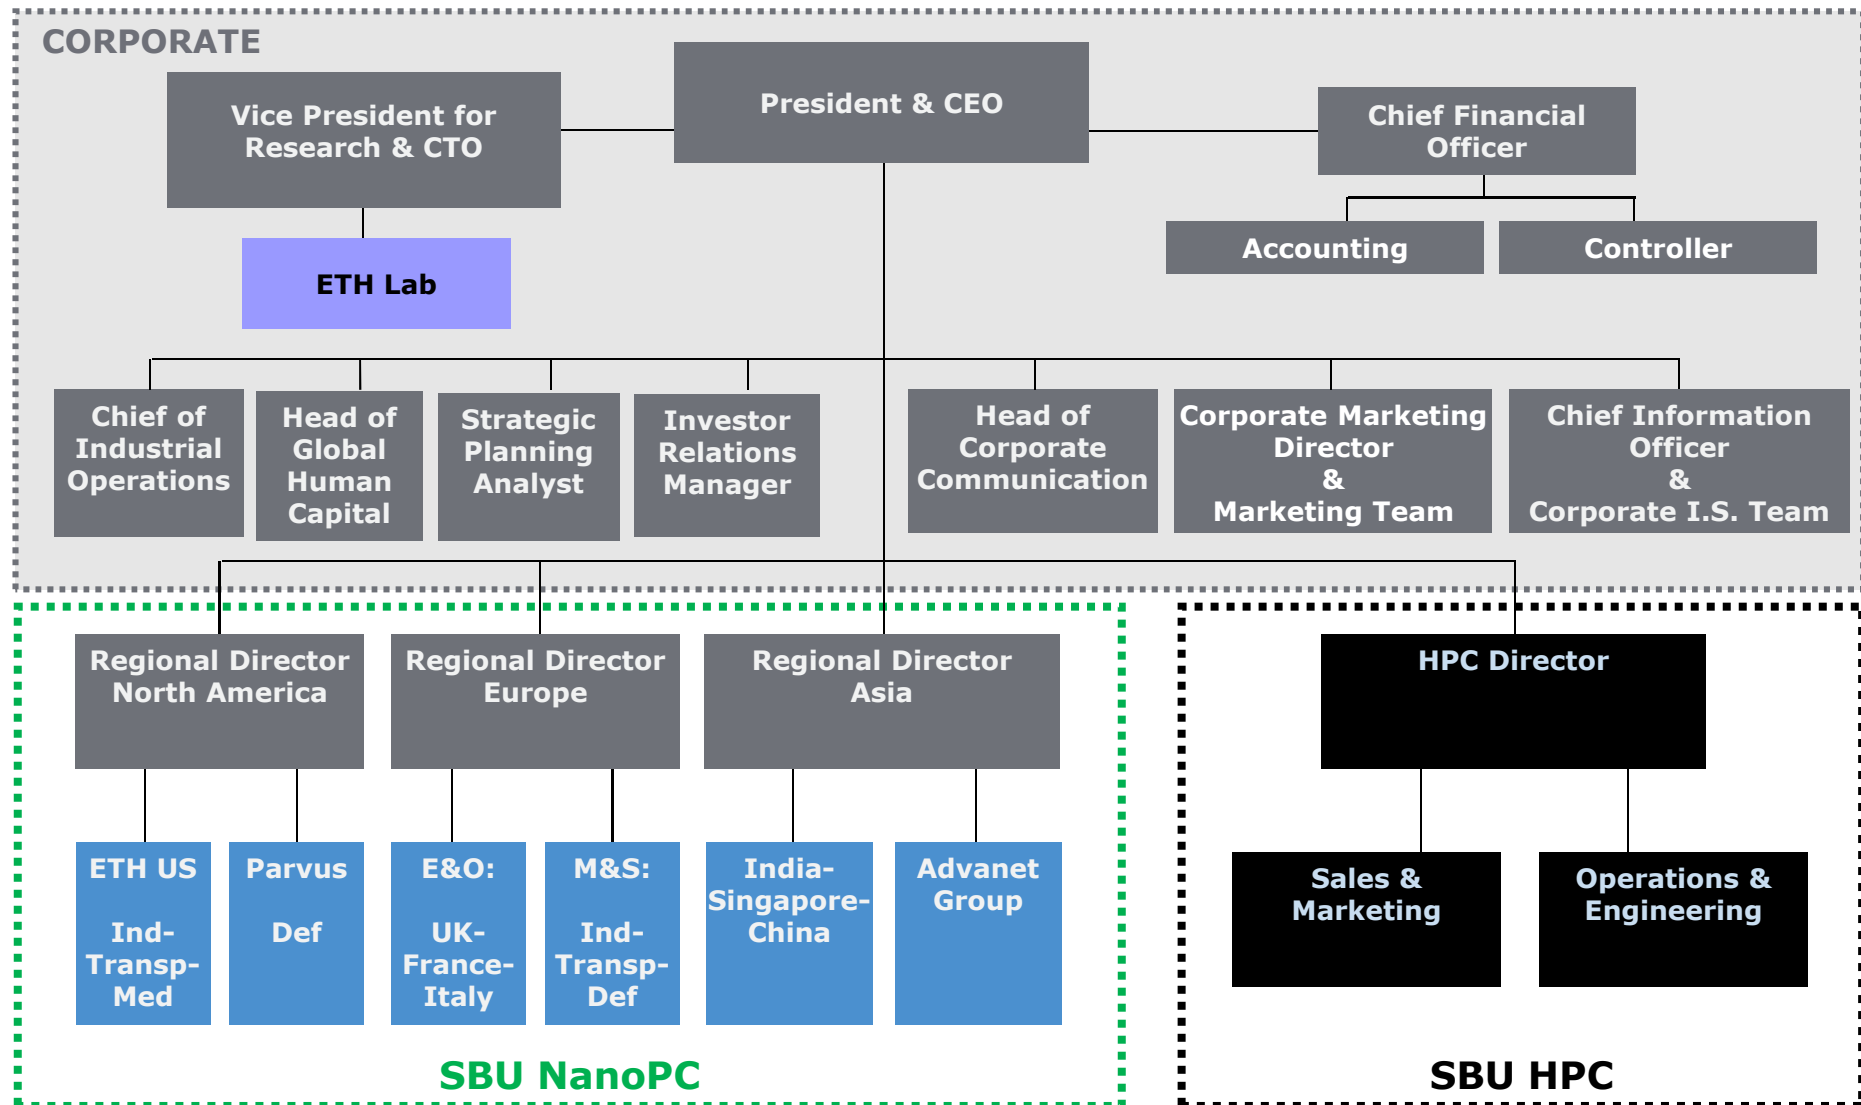 CORPORATE
President & CEO
Vice President for
Research & CTO
Chief Financial
Officer
Accounting
Controller
ETH Lab
Chief of
Industrial
Operations
Head of
Global
Human
Capital
Strategic
Planning
Analyst
Investor
Relations
Manager
Head of
Corporate
Communication
Corporate Marketing
Director
&
Marketing Team
Chief Information
Officer
&
Corporate I.S. Team
Regional Director
North America
Regional Director
Europe
Regional Director
Asia
HPC Director
ETH US
Ind-
Transp-
Med
Parvus
Def
E&O:
UK-
France-
Italy
M&S:
Ind-
Transp-
Def
India-
Singapore-
China
Advanet
Group
Sales &
Marketing
Operations &
Engineering
SBU NanoPC
SBU HPC